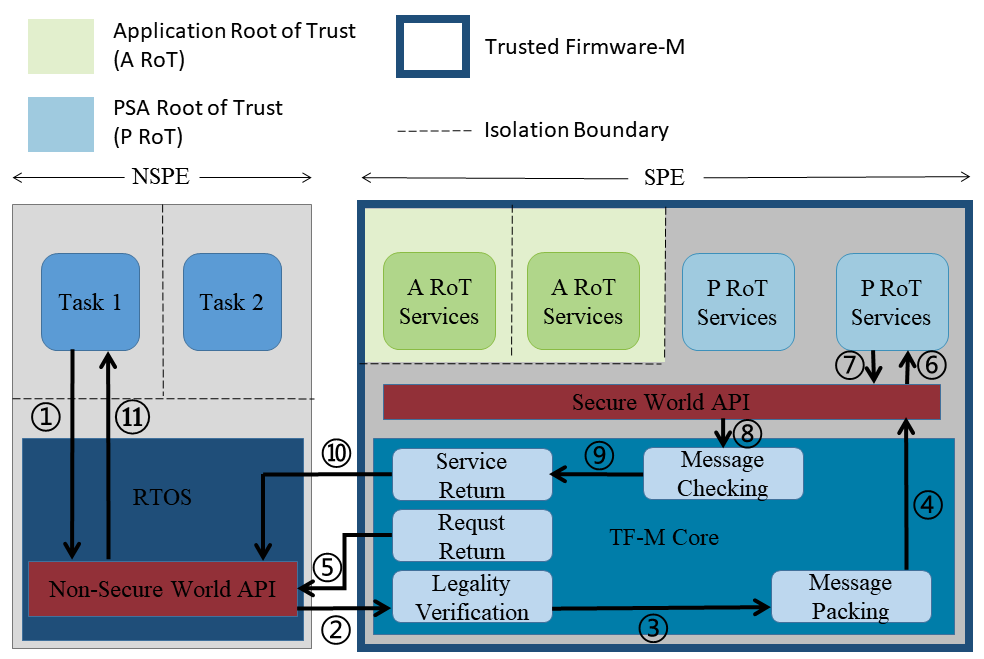 Application Root of Trust
(A RoT)
Trusted Firmware-M
PSA Root of Trust
(P RoT)
Isolation Boundary
NSPE
SPE
Task 1
Task 2
A RoT
Services
A RoT
Services
P RoT
Services
P RoT
Services
⑦
⑥
①
⑪
Secure World API
⑧
⑩
⑨
Service
Return
Message
Checking
RTOS
④
Requst
Return
TF-M Core
⑤
Non-Secure World API
Legality
Verification
Message
Packing
②
③